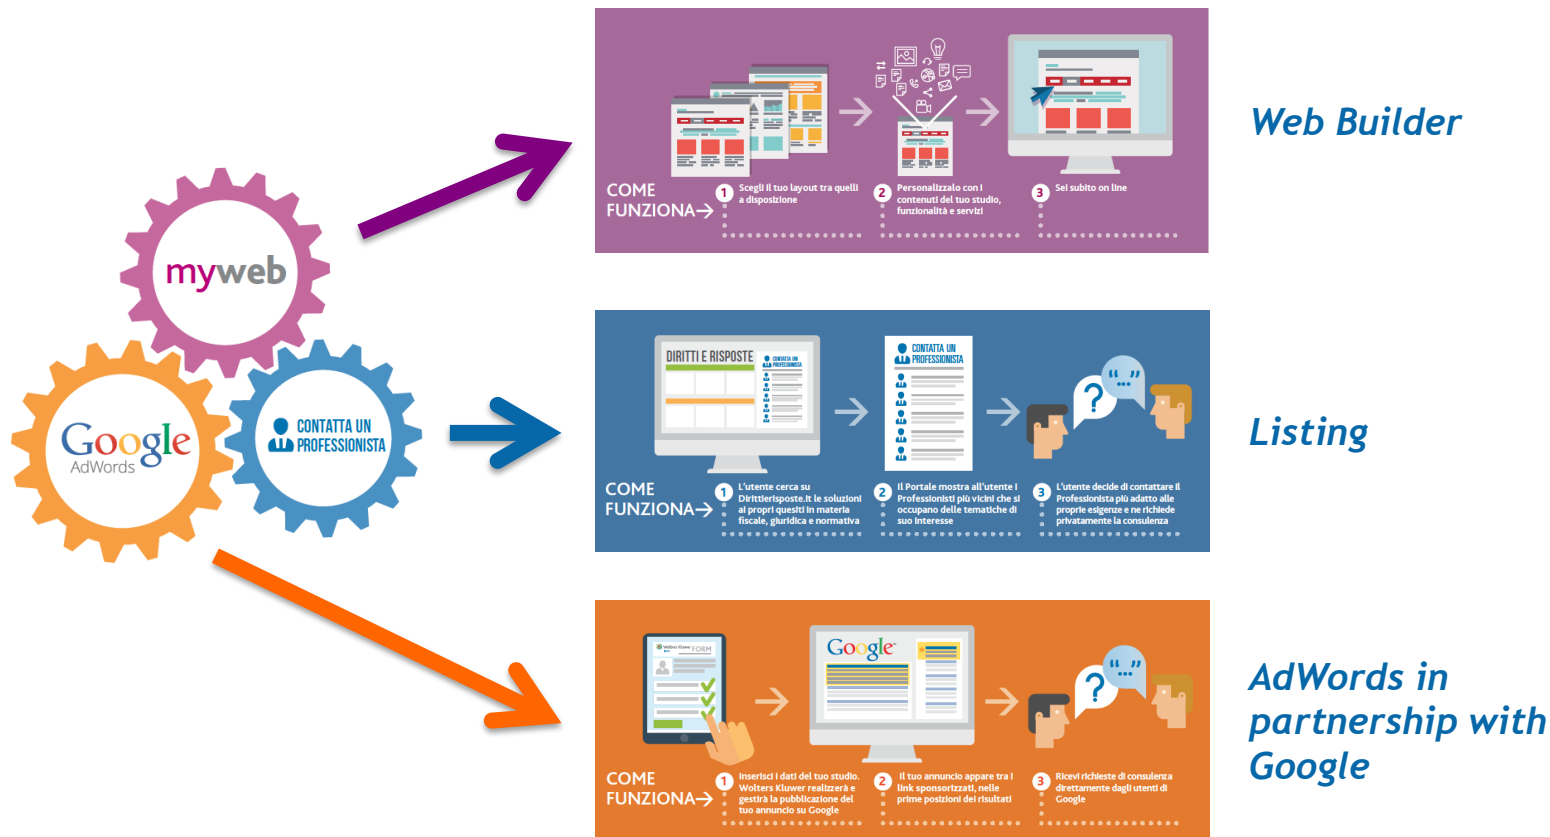 myweb
Google
AdWords
CONTATTA UN
PROFESSIONISTA
COME
FUNZIONA
1
Scegli il tuo layout tra quelli
a disposizione
2
Personalizzalo con i
contenuti del tuo studio,
funzionalità e servizi
3
Sei subito on line
Web Builder
DIRITTI E RISPOSTE
CONTATTA UN
PROFESSIONISTA
CONTATTA UN
PROFESSIONISTA
?
“...”
COME
FUNZIONA
1
L'utente cerca su
Dirittierisposte.it le soluzioni
ai propri quesiti in materia
fiscale, giuridica e normativa
2
Il Portale mostra all'utente i
Professionisti più vicini che si
occupano delle tematiche di
suo interesse
3
L'utente decide di contattare il
Professionista più adatto alle
proprie esigenze e ne richiede
privatamente la consulenza
Listing
Wolters Kluwer
FORM
Google
?
“...”
COME
FUNZIONA
1
Inserisci i dati del tuo studio.
Wolters Kluwer realizzerà e
gestirà la pubblicazione del
tuo annuncio su Google
2
Il tuo annuncio appare tra i
link sponsorizzati, nelle
prime posizioni dei risultati
3
Ricevi richieste di consulenza
direttamente dagli utenti di
Google
AdWords in
partnership with
Google